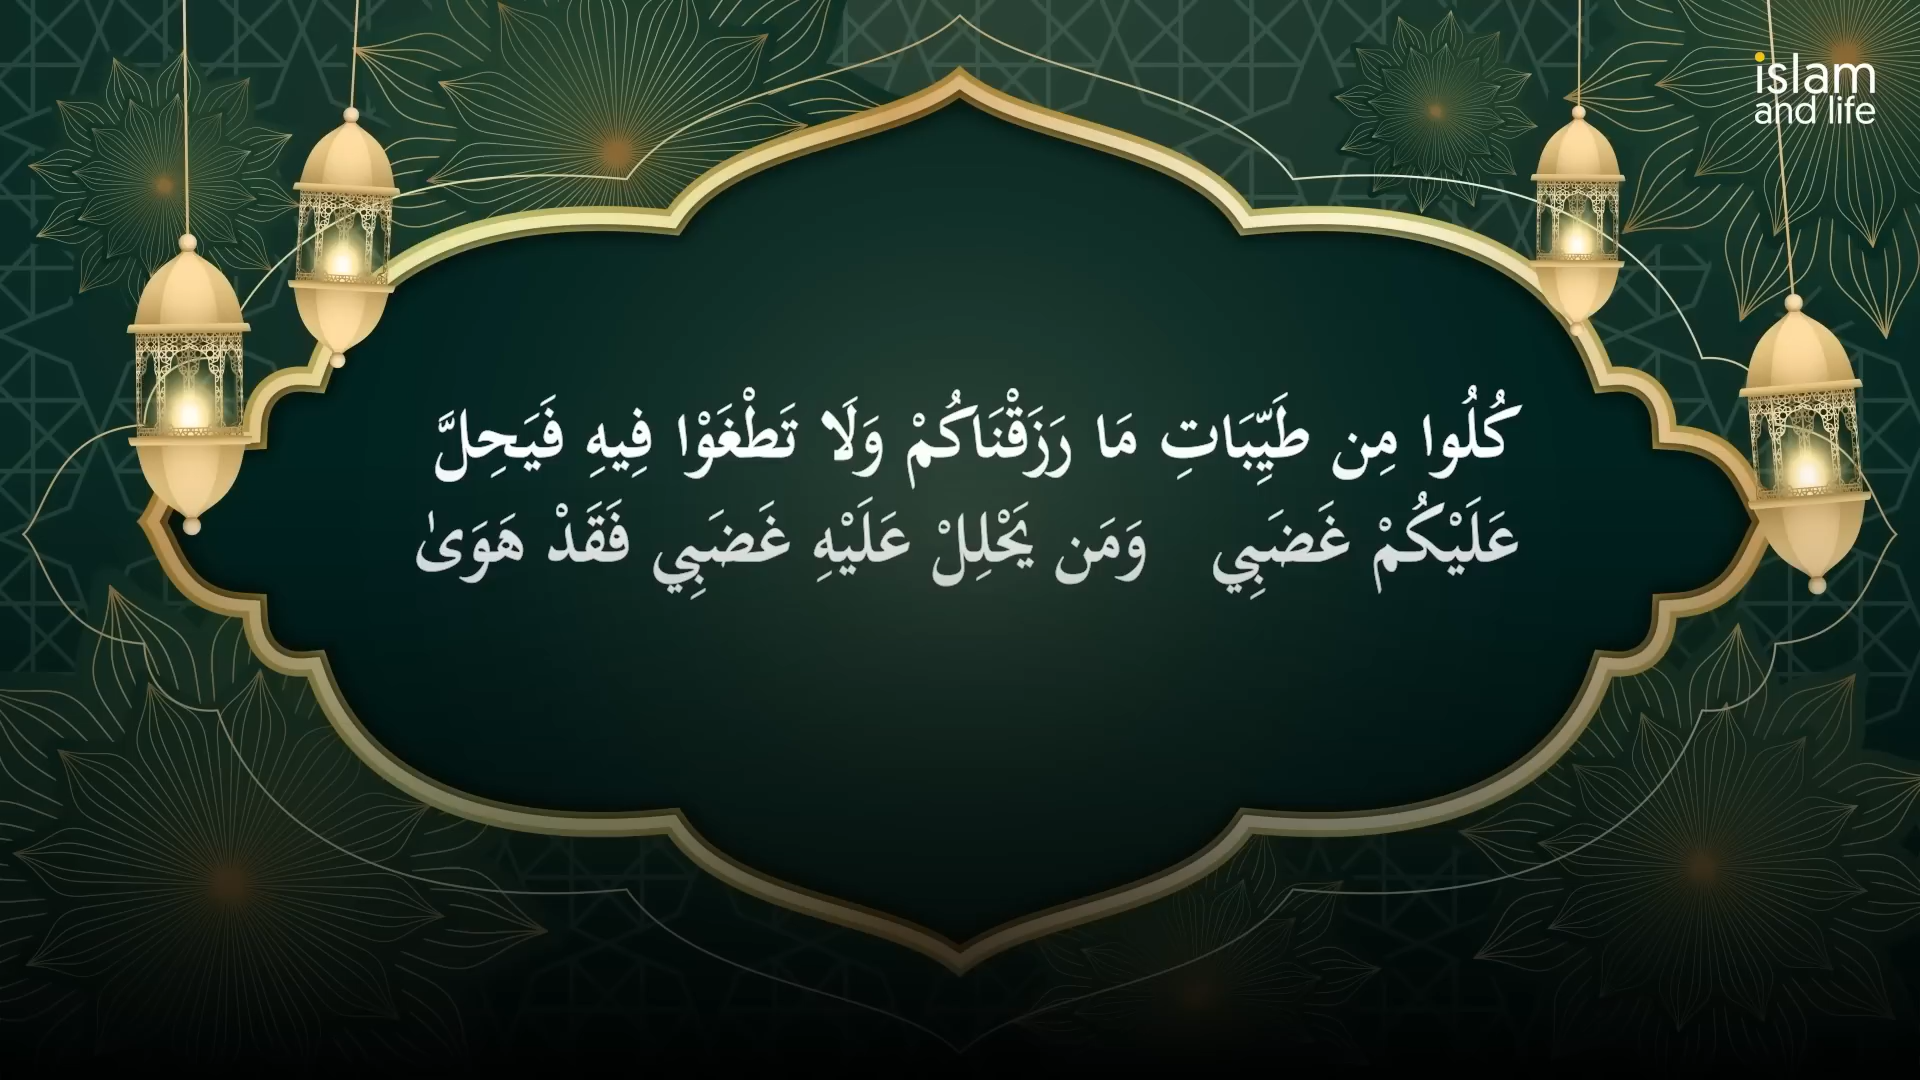 islam
and life
كُلُوا مِن طَيِّبَاتِ مَا رَزَقْنَاكُمْ وَلَا تَطْغَوْا فِيهِ فَيَحِلَّ
عَلَيْكُمْ غَضَبِي وَمَن يَحْلِلْ عَلَيْهِ غَضَبِي فَقَدْ هَوَىٰ